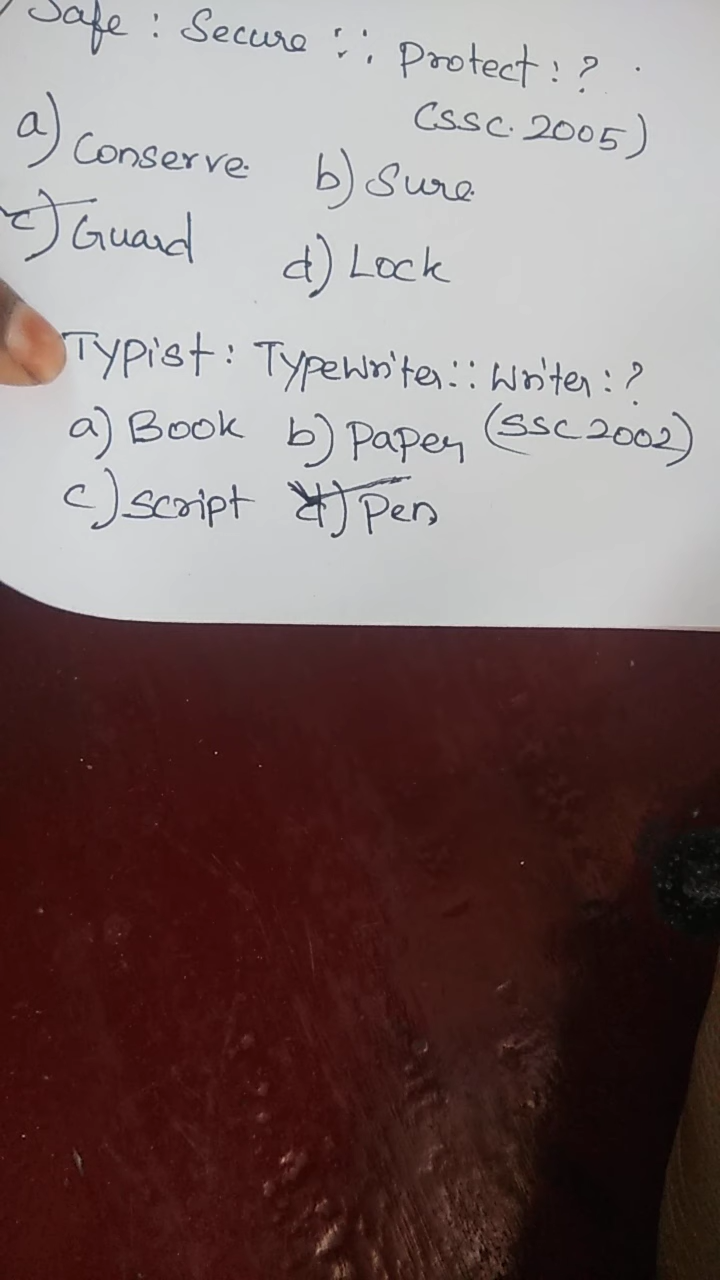 Safe : Secure :: Protect : ?
(SSC. 2005)
a) Conserve b) Sure
c) Guard d) Lock
Typist : Typewriter :: Writer : ?
a) Book b) Paper (SSC 2002)
c) Script d) Pen